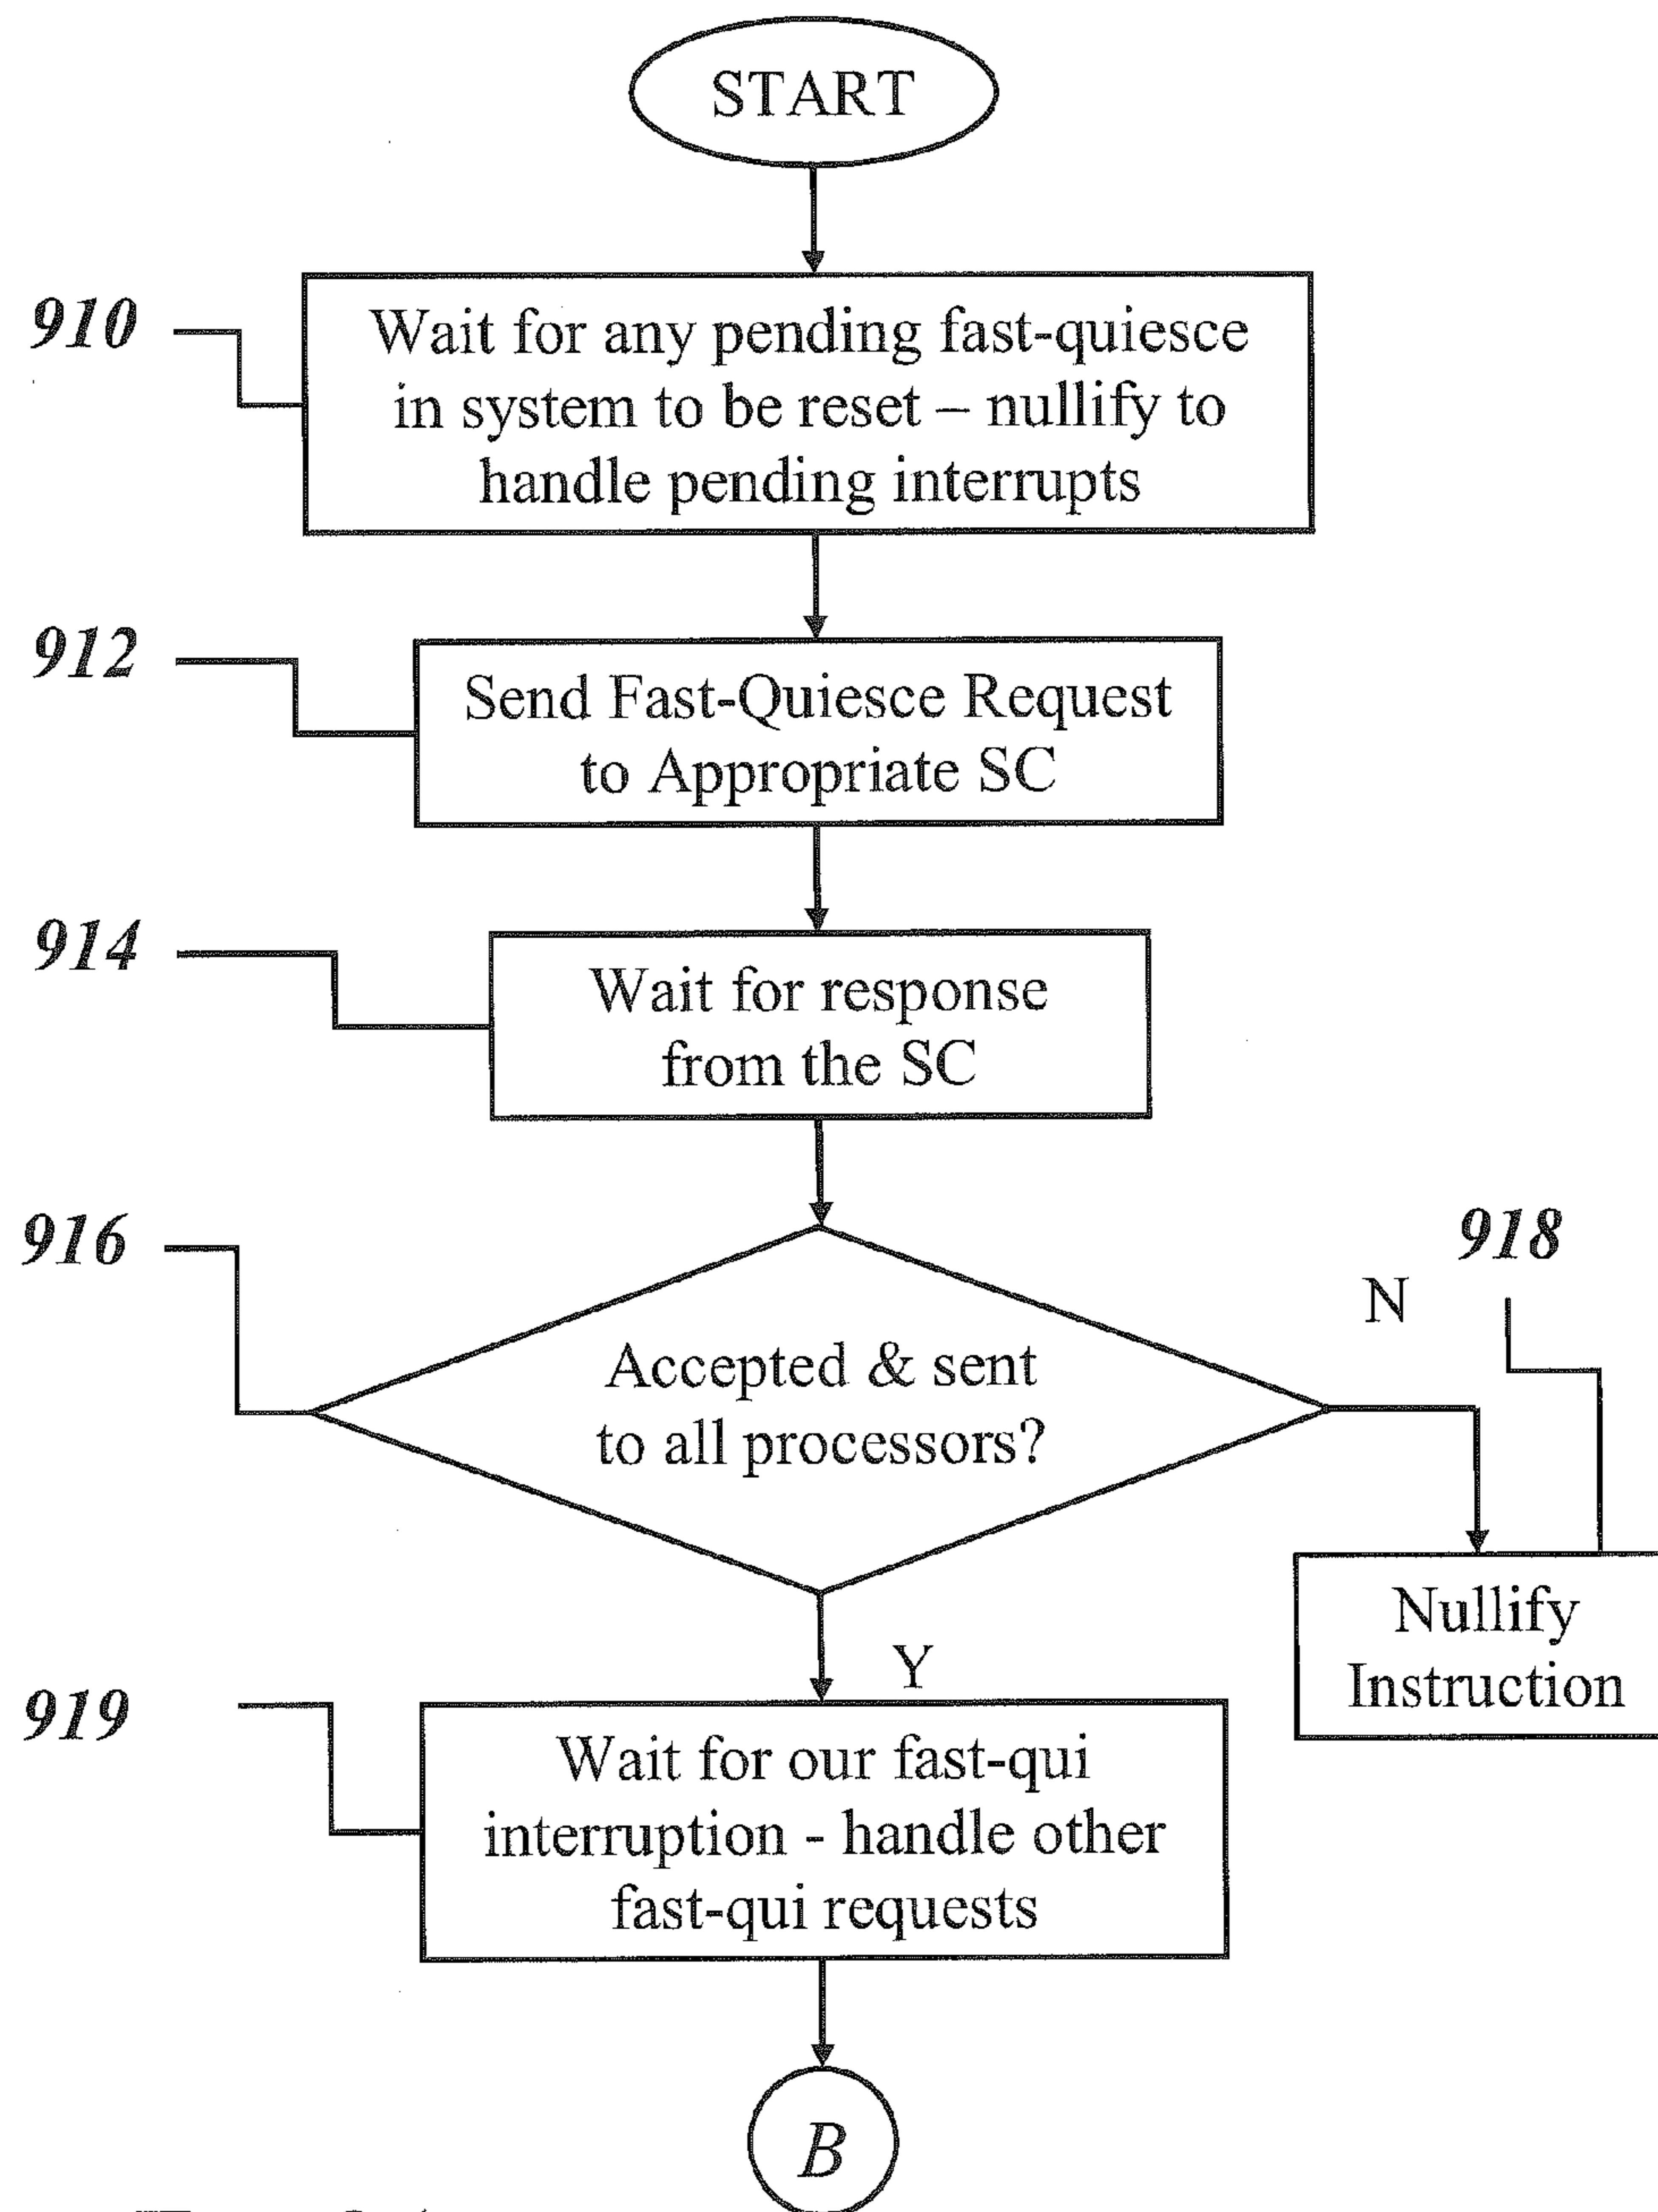 START
910
Wait for any pending fast-quiesce
in system to be reset – nullify to
handle pending interrupts
912
Send Fast-Quiesce Request
to Appropriate SC
914
Wait for response
from the SC
916
918
N
Accepted & sent
to all processors?
Nullify
Instruction
Y
919
Wait for our fast-qui
interruption - handle other
fast-qui requests
B